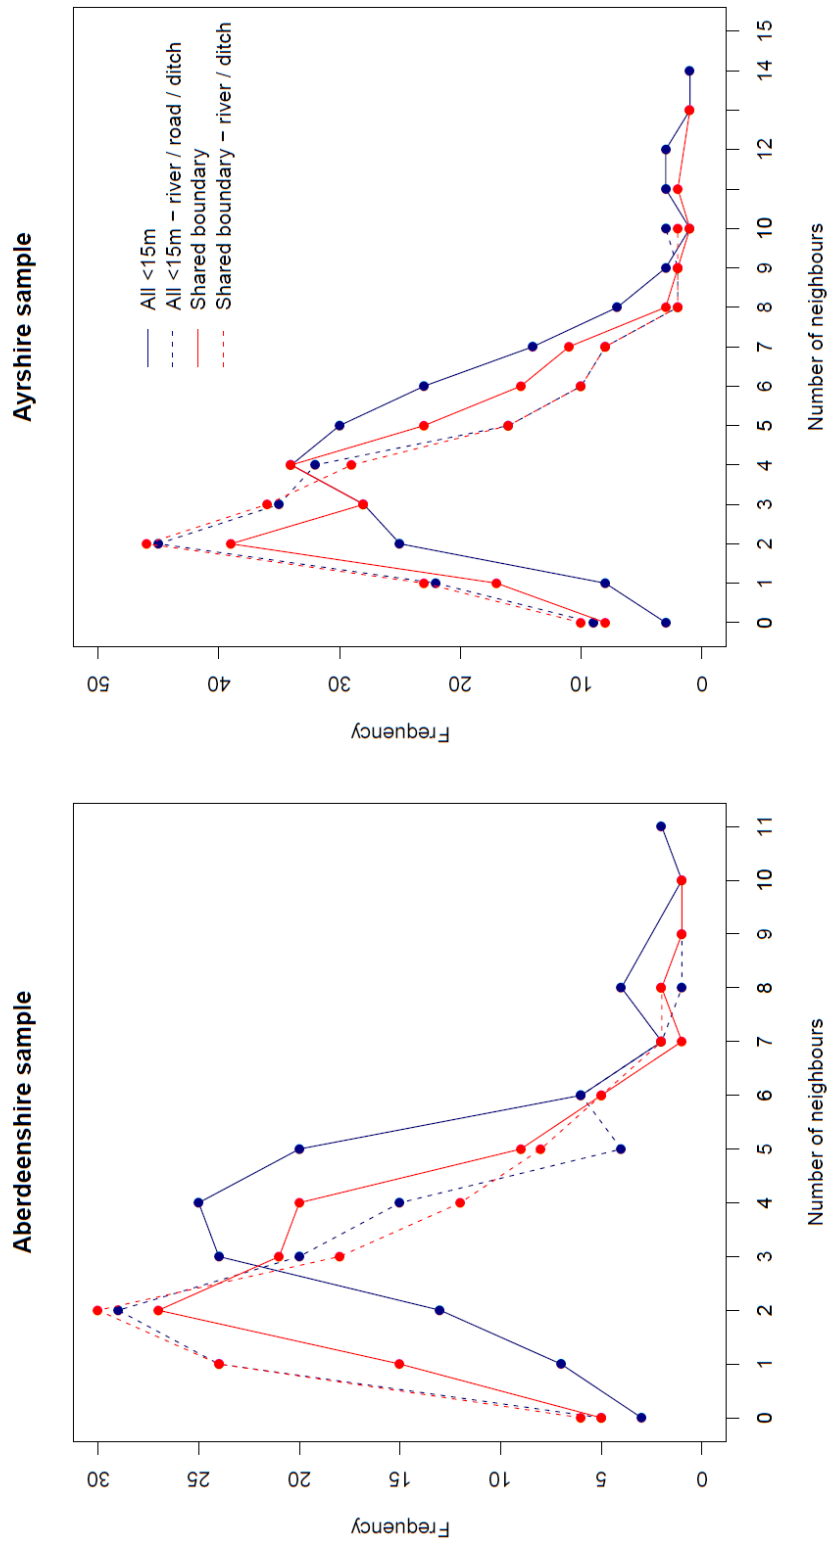 Aberdeenshire sample
Frequency
30
25
20
15
10
5
0
0 1 2 3 4 5 6 7 8 9 10 11
Number of neighbours
Ayrshire sample
All <15m
All <15m – river / road / ditch
Shared boundary
Shared boundary – river / ditch
Frequency
50
40
30
20
10
0
0 1 2 3 4 5 6 7 8 9 10 12 14 15
Number of neighbours